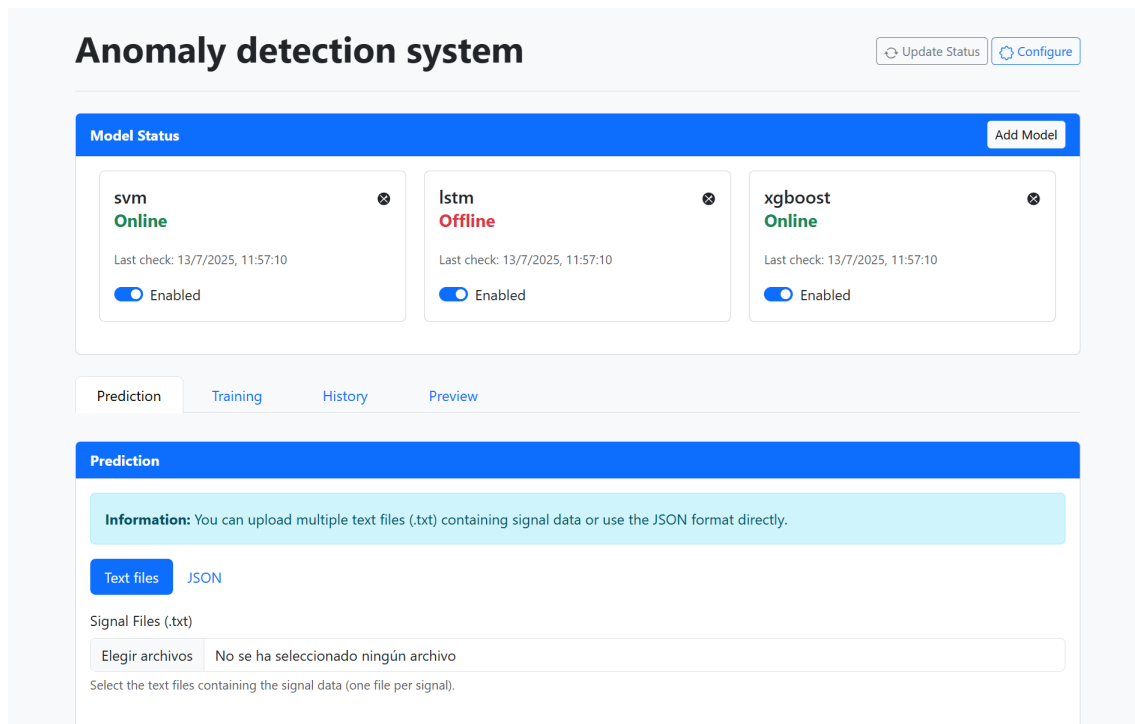 Anomaly detection system
Update Status
Configure
Model Status
Add Model
svm
Online
Last check: 13/7/2025, 11:57:10
Enabled
lstm
Offline
Last check: 13/7/2025, 11:57:10
Enabled
xgboost
Online
Last check: 13/7/2025, 11:57:10
Enabled
Prediction
Training
History
Preview
Prediction
Information: You can upload multiple text files (.txt) containing signal data or use the JSON format directly.
Text files
JSON
Signal Files (.txt)
Elegir archivos
No se ha seleccionado ningún archivo
Select the text files containing the signal data (one file per signal).